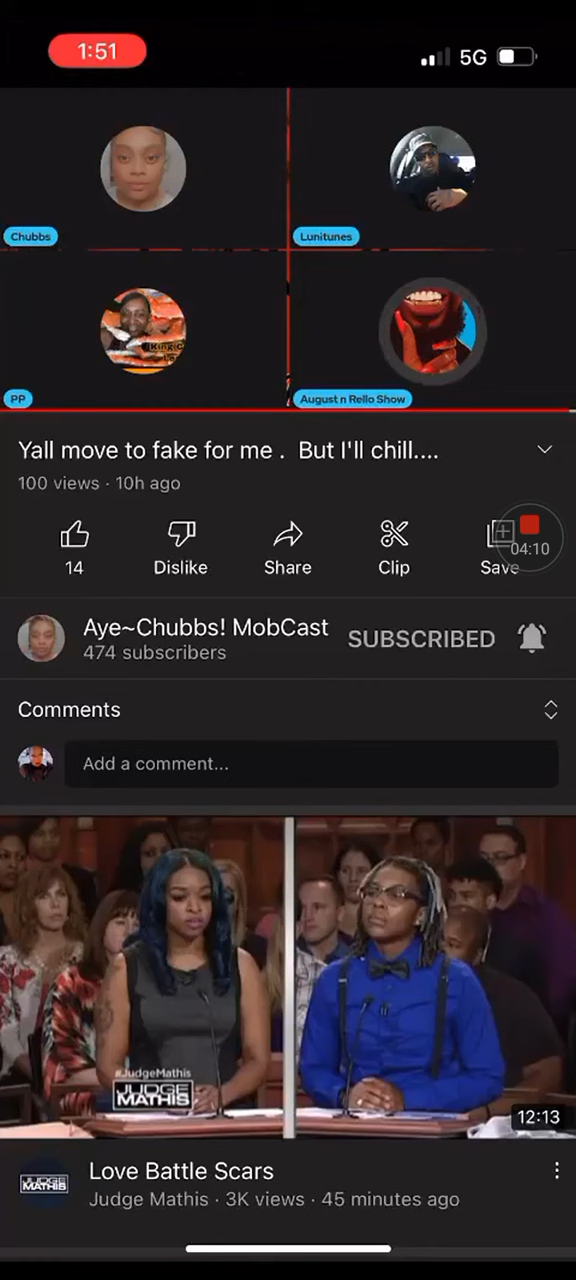 1:51
5G
Chubbs
Lunitunes
PP
August n Rello Show
Yall move to fake for me . But I'll chill....
100 views · 10h ago
14
Dislike
Share
Clip
Save
04:10
Aye~Chubbs! MobCast
474 subscribers
SUBSCRIBED
Comments
Add a comment...
#JudgeMathis
JUDGE
MATHIS
12:13
JUDGE
MATHIS
Love Battle Scars
Judge Mathis · 3K views · 45 minutes ago